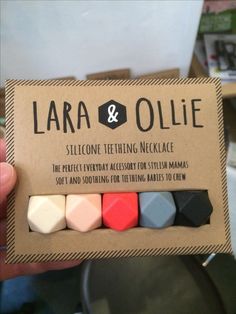 LARA & OLLiE
SILICONE TEETHING NECKLACE
THE PERFECT EVERYDAY ACCESSORY FOR STYLISH MAMAS
SOFT AND SOOTHING FOR TEETHING BABIES TO CHEW